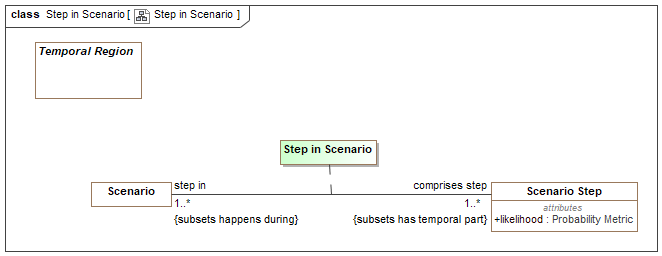 class Step in Scenario [ Step in Scenario ]
Temporal Region
Step in Scenario
Scenario
step in
comprises step
1..*
1..*
{subsets happens during}
{subsets has temporal part}
Scenario Step
attributes
+likelihood : Probability Metric